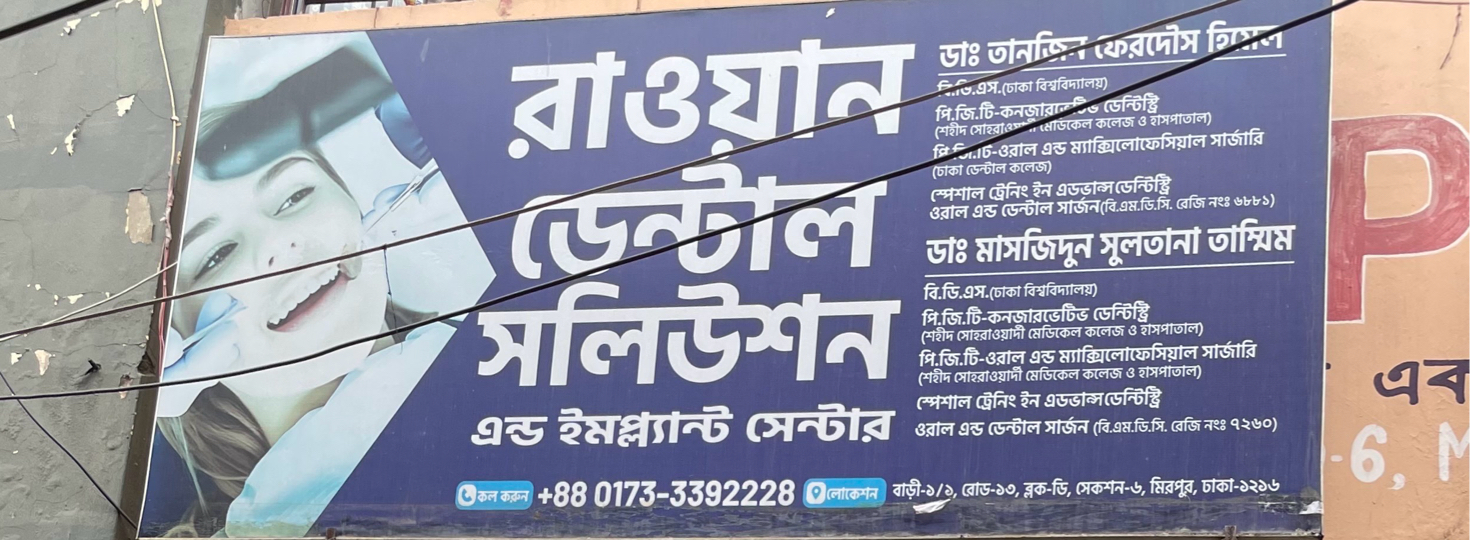 রাওয়ান
ডেন্টাল
সলিউশন
এন্ড ইমপ্ল্যান্ট সেন্টার
কল করুন +88 0173-3392228
লোকেশন বাড়ী-১/১, রোড-১৩, ব্লক-ডি, সেকশন-৬, মিরপুর, ঢাকা-১২১৬
ডাঃ তানজিন ফেরদৌস হিমেল
বি.ডি.এস.(ঢাকা বিশ্ববিদ্যালয়)
পি.জি.টি-কনজারভেটিভ ডেন্টিস্ট্রি
(শহীদ সোহরাওয়ার্দী মেডিকেল কলেজ ও হাসপাতাল)
পি.জি.টি-ওরাল এন্ড ম্যাক্সিলোফেসিয়াল সার্জারি
(ঢাকা ডেন্টাল কলেজ)
স্পেশাল ট্রেনিং ইন এডভান্স ডেন্টিস্ট্রি
ওরাল এন্ড ডেন্টাল সার্জন(বি.এম.ডি.সি. রেজি নংঃ ৬৮৮১)
ডাঃ মাসজিদুন সুলতানা তাম্মিম
বি.ডি.এস.(ঢাকা বিশ্ববিদ্যালয়)
পি.জি.টি-কনজারভেটিভ ডেন্টিস্ট্রি
(শহীদ সোহরাওয়ার্দী মেডিকেল কলেজ ও হাসপাতাল)
পি.জি.টি-ওরাল এন্ড ম্যাক্সিলোফেসিয়াল সার্জারি
(শহীদ সোহরাওয়ার্দী মেডিকেল কলেজ ও হাসপাতাল)
স্পেশাল ট্রেনিং ইন এডভান্স ডেন্টিস্ট্রি
ওরাল এন্ড ডেন্টাল সার্জন (বি.এম.ডি.সি. রেজি নংঃ ৭২৬০)
P
এক
-6, M